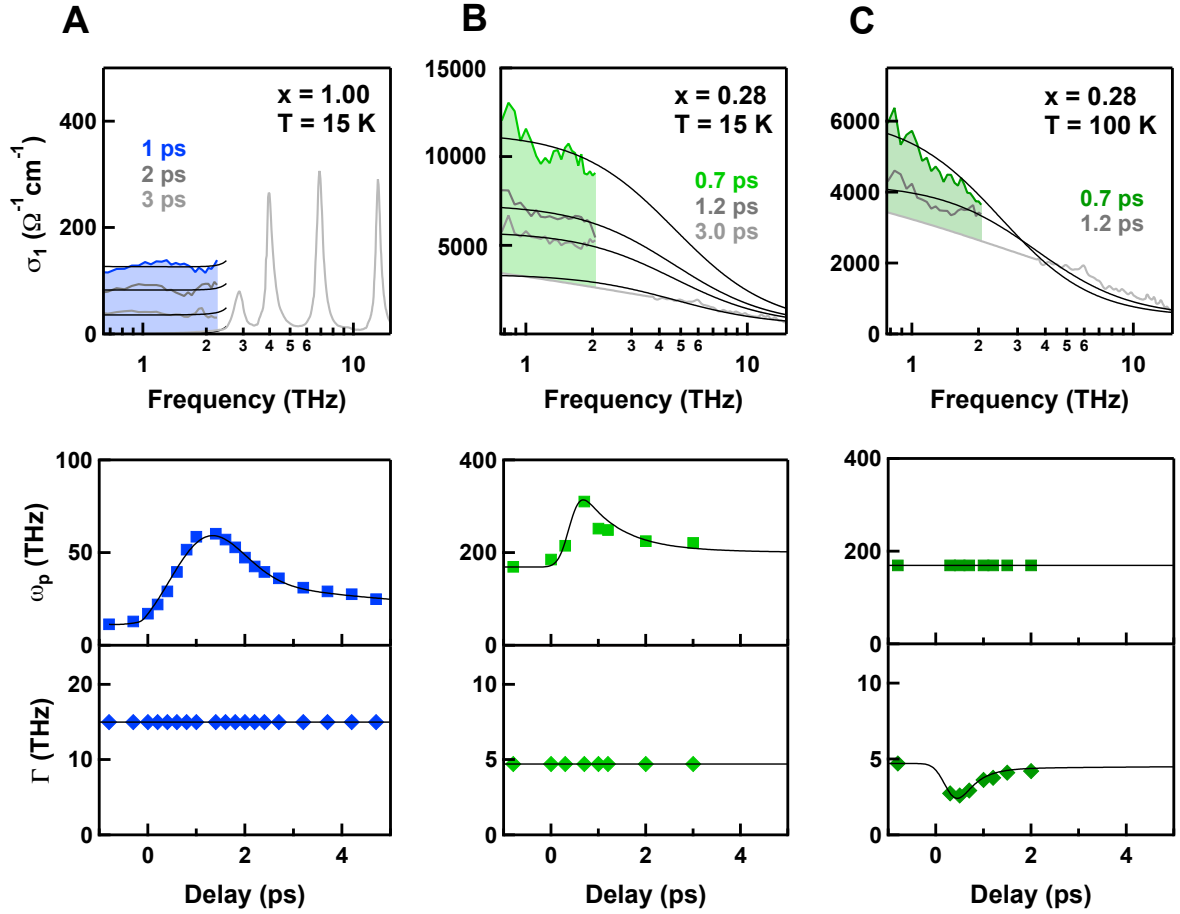 A
B
C
σ1 (Ω-1cm-1)
400
200
0
x = 1.00
T = 15 K
1 ps
2 ps
3 ps
1
2
3
4
5
6
10
Frequency (THz)
15000
10000
5000
0
x = 0.28
T = 15 K
0.7 ps
1.2 ps
3.0 ps
1
2
3
4
5
6
10
Frequency (THz)
6000
4000
2000
0
x = 0.28
T = 100 K
0.7 ps
1.2 ps
1
2
3
4
5
6
10
Frequency (THz)
ωp (THz)
100
50
0
400
200
0
400
200
0
Γ (THz)
20
10
0
10
5
0
10
5
0
0
2
4
Delay (ps)
0
2
4
Delay (ps)
0
2
4
Delay (ps)